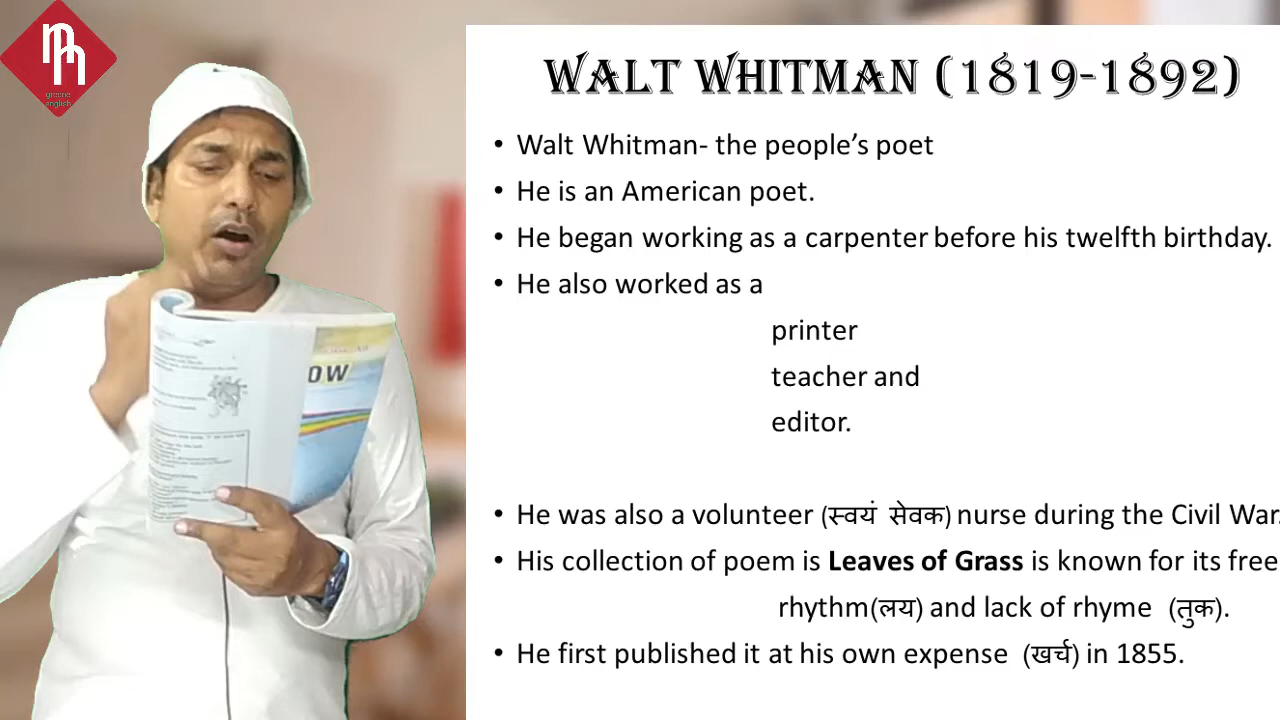 greene
english
WALT WHITMAN (1819-1892)
• Walt Whitman- the people’s poet
• He is an American poet.
• He began working as a carpenter before his twelfth birthday.
• He also worked as a
printer
teacher and
editor.
• He was also a volunteer (स्वयं सेवक) nurse during the Civil War.
• His collection of poem is Leaves of Grass is known for its free
rhythm(लय) and lack of rhyme (तुक).
• He first published it at his own expense (खर्च) in 1855.
OW